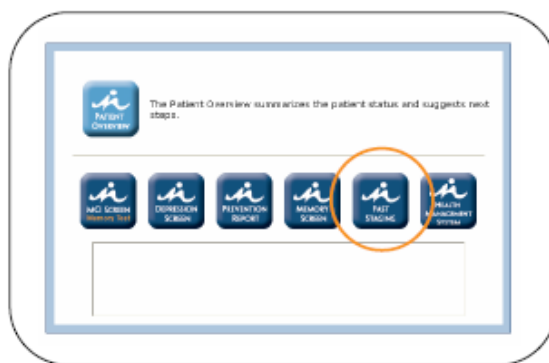 PATIENT
OVERVIEW
The Patient Overview summarizes the patient status and suggests next
steps.
MCI SCREEN
Memory Test
DEPRESSION
SCREEN
PREVENTION
REPORT
MEMORY
SCREEN
FAST
STAGING
HEALTH
MANAGEMENT
SYSTEM